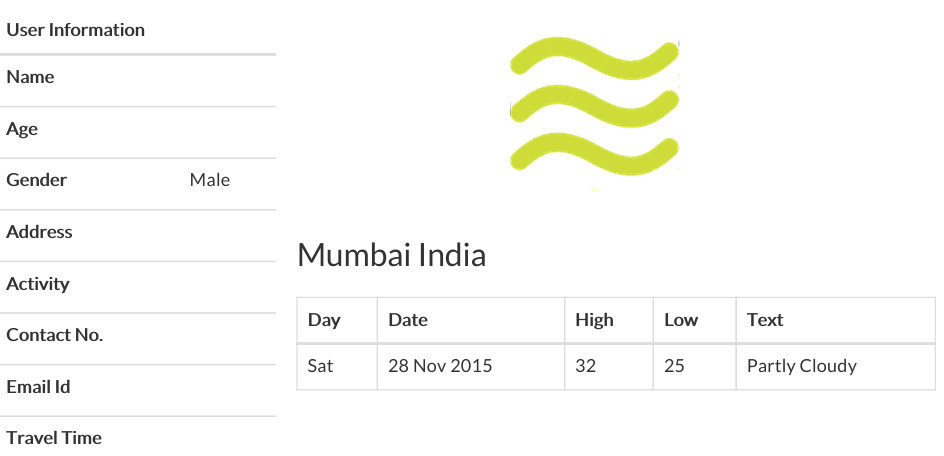 User Information
Name
Age
Gender Male
Address
Activity
Contact No.
Email Id
Travel Time
Mumbai India
Day Date High Low Text
Sat 28 Nov 2015 32 25 Partly Cloudy